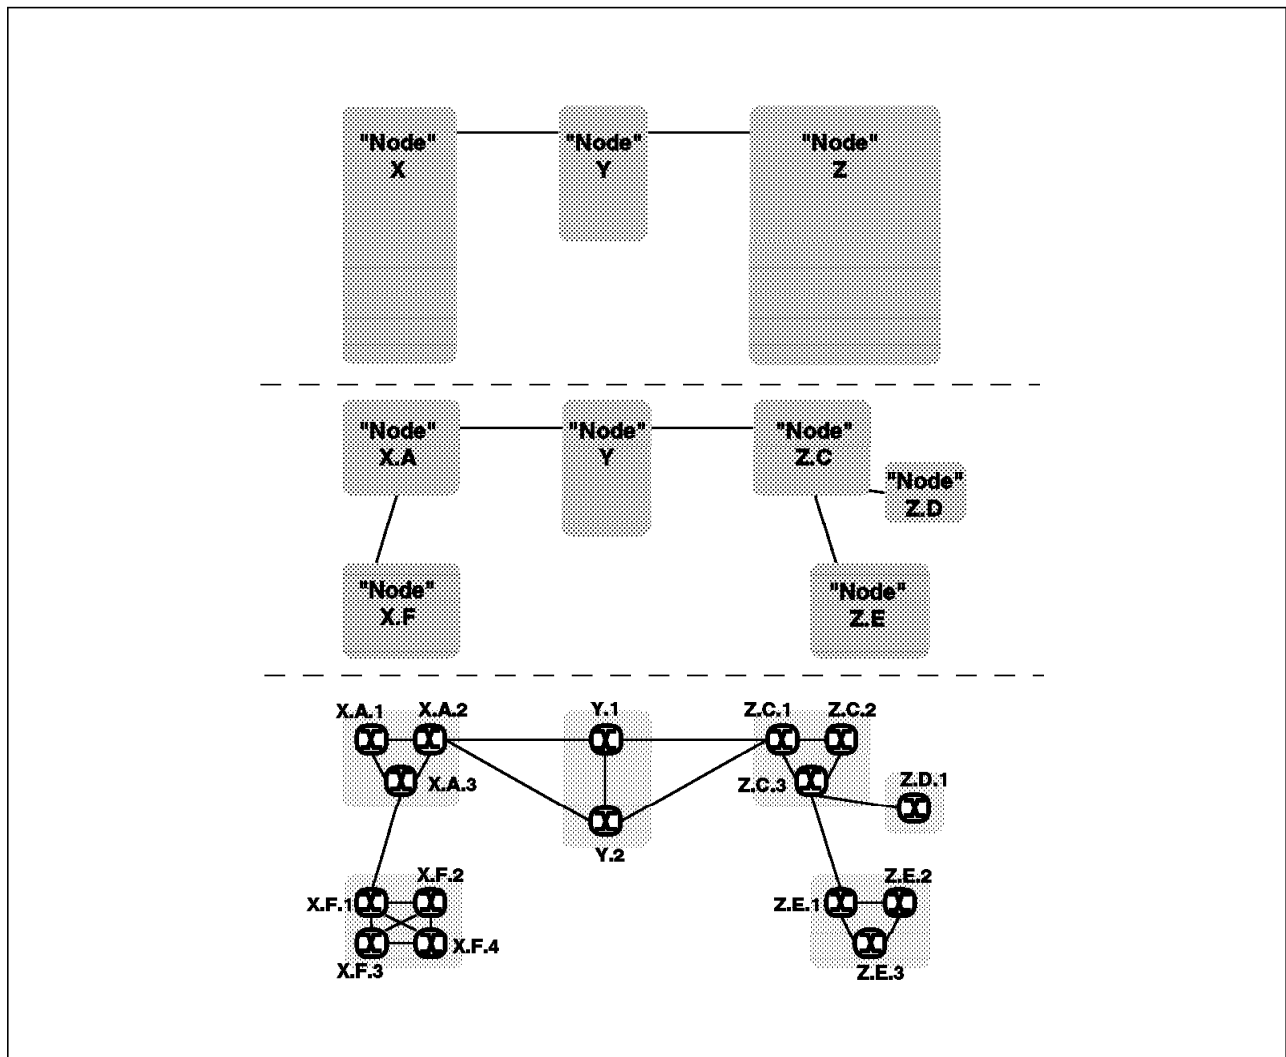 "Node"
X
"Node"
Y
"Node"
Z
"Node"
X.A
"Node"
Y
"Node"
Z.C
"Node"
Z.D
"Node"
X.F
"Node"
Z.E
X.A.1
X.A.2
Y.1
Z.C.1
Z.C.2
X.A.3
Z.C.3
Z.D.1
Y.2
X.F.2
Z.E.2
X.F.1
Z.E.1
X.F.4
X.F.3
Z.E.3